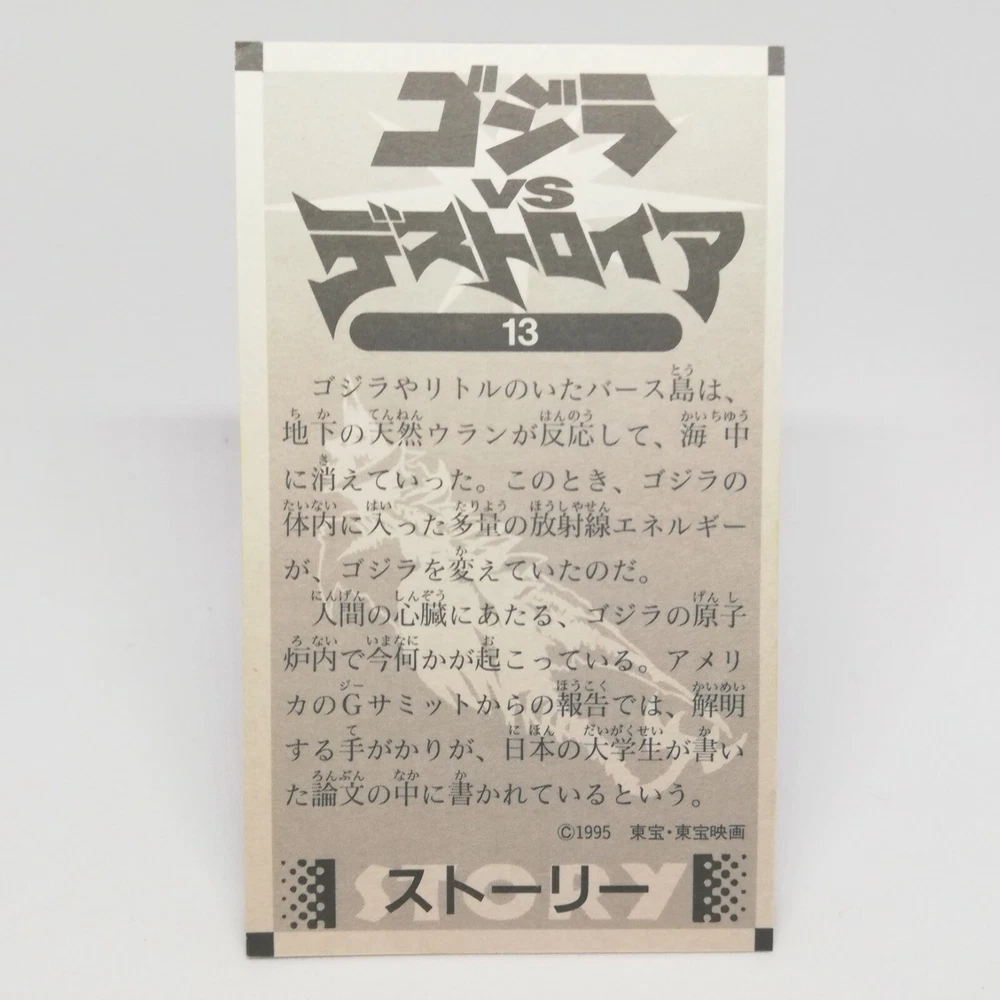 ゴジラ
VS
デストロイア
13
ゴジラやリトルのいたバース島は、
地下の天然ウランが反応して、海中
に消えていった。このとき、ゴジラの
体内に入った多量の放射線エネルギー
が、ゴジラを変えていたのだ。
人間の心臓にあたる、ゴジラの原子
炉内で今何かが起こっている。アメリ
カのGサミットからの報告では、解明
する手がかりが、日本の大学生が書い
た論文の中に書かれているという。
©1995 東宝・東宝映画
STORY
ストーリー